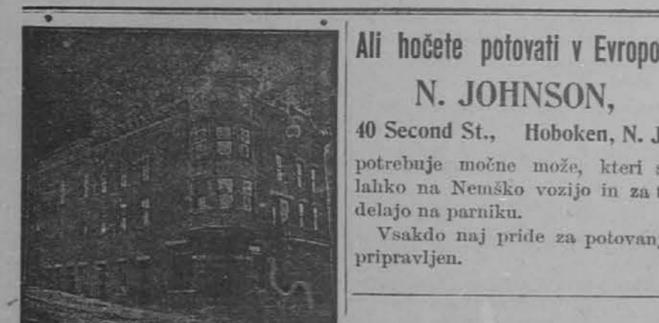 Ali hočete potovati v Evropo
N. JOHNSON,
40 Second St., Hoboken, N. J
potrebuje močne može, kteri s
lahko na Nemško vozijo in za t
delajo na parniku.
Vsakdo naj pride za potovan
pripravljen.